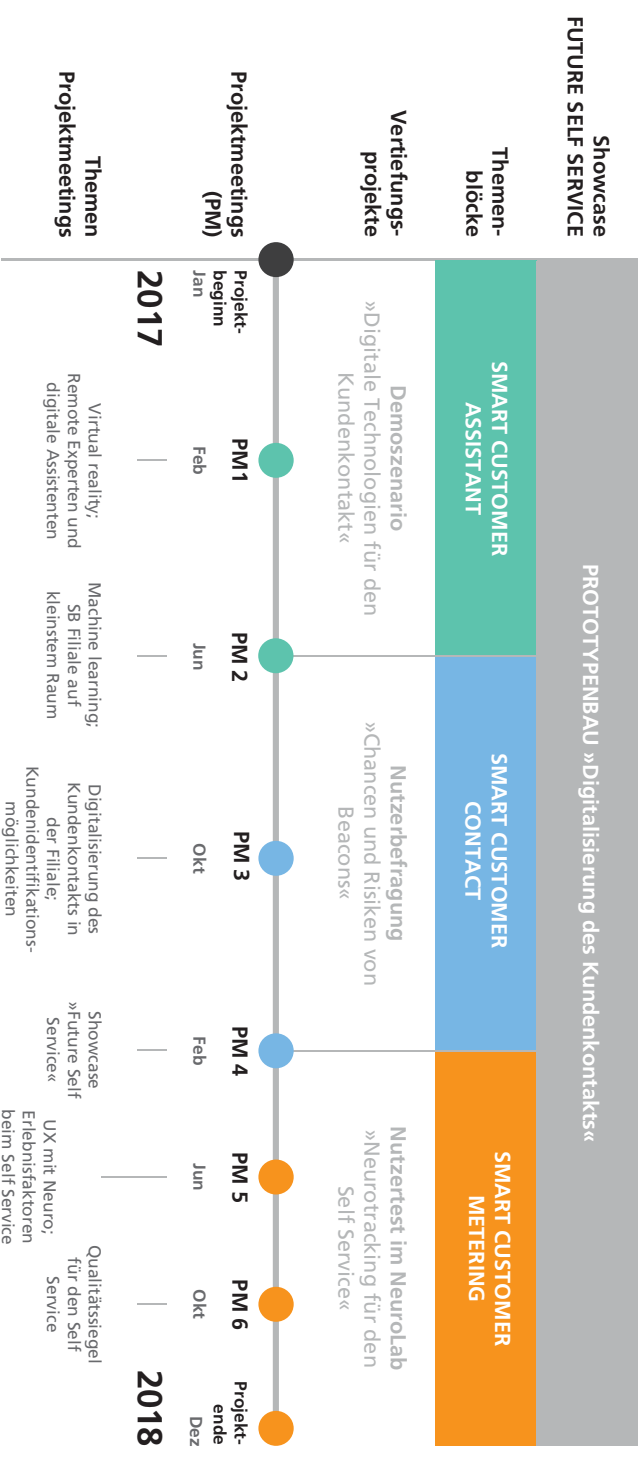 Showcase
FUTURE SELF SERVICE
PROTOTYPENBAU »Digitalisierung des Kundenkontakts«
Themen-
blöcke
SMART CUSTOMER
ASSISTANT
SMART CUSTOMER
CONTACT
SMART CUSTOMER
METERING
Vertiefungs-
projekte
Demoszenario
»Digitale Technologien für den
Kundenkontakt«
Nutzerbefragung
»Chancen und Risiken von
Beacons«
Nutzertest im NeuroLab
»Neurotracking für den
Self Service«
Projektmeetings
(PM)
Projekt-
beginn
Jan
2017
PM1
Feb
PM 2
Jun
PM 3
Okt
PM 4
Feb
PM 5
Jun
PM 6
Okt
Projekt-
ende
Dez
2018
Themen
Projektmeetings
Virtual reality;
Remote Experten und
digitale Assistenten
Machine learning;
SB Filiale auf
kleinstem Raum
Digitalisierung des
Kundenkontakts in
der Filiale;
Kundenidentifikations-
möglichkeiten
Showcase
»Future Self
Service«
UX mit Neuro;
Erlebnisfaktoren
beim Self Service
Qualitätssiegel
für den Self
Service